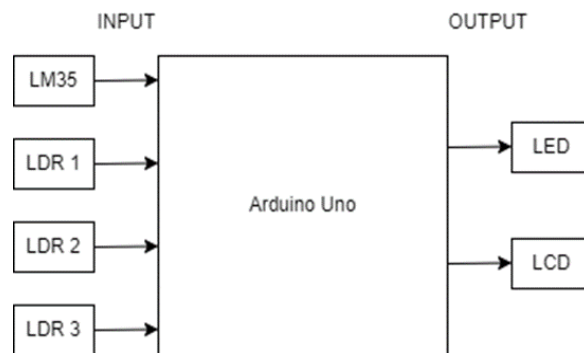 INPUT
OUTPUT
LM35
LDR 1
LDR 2
LDR 3
Arduino Uno
LED
LCD